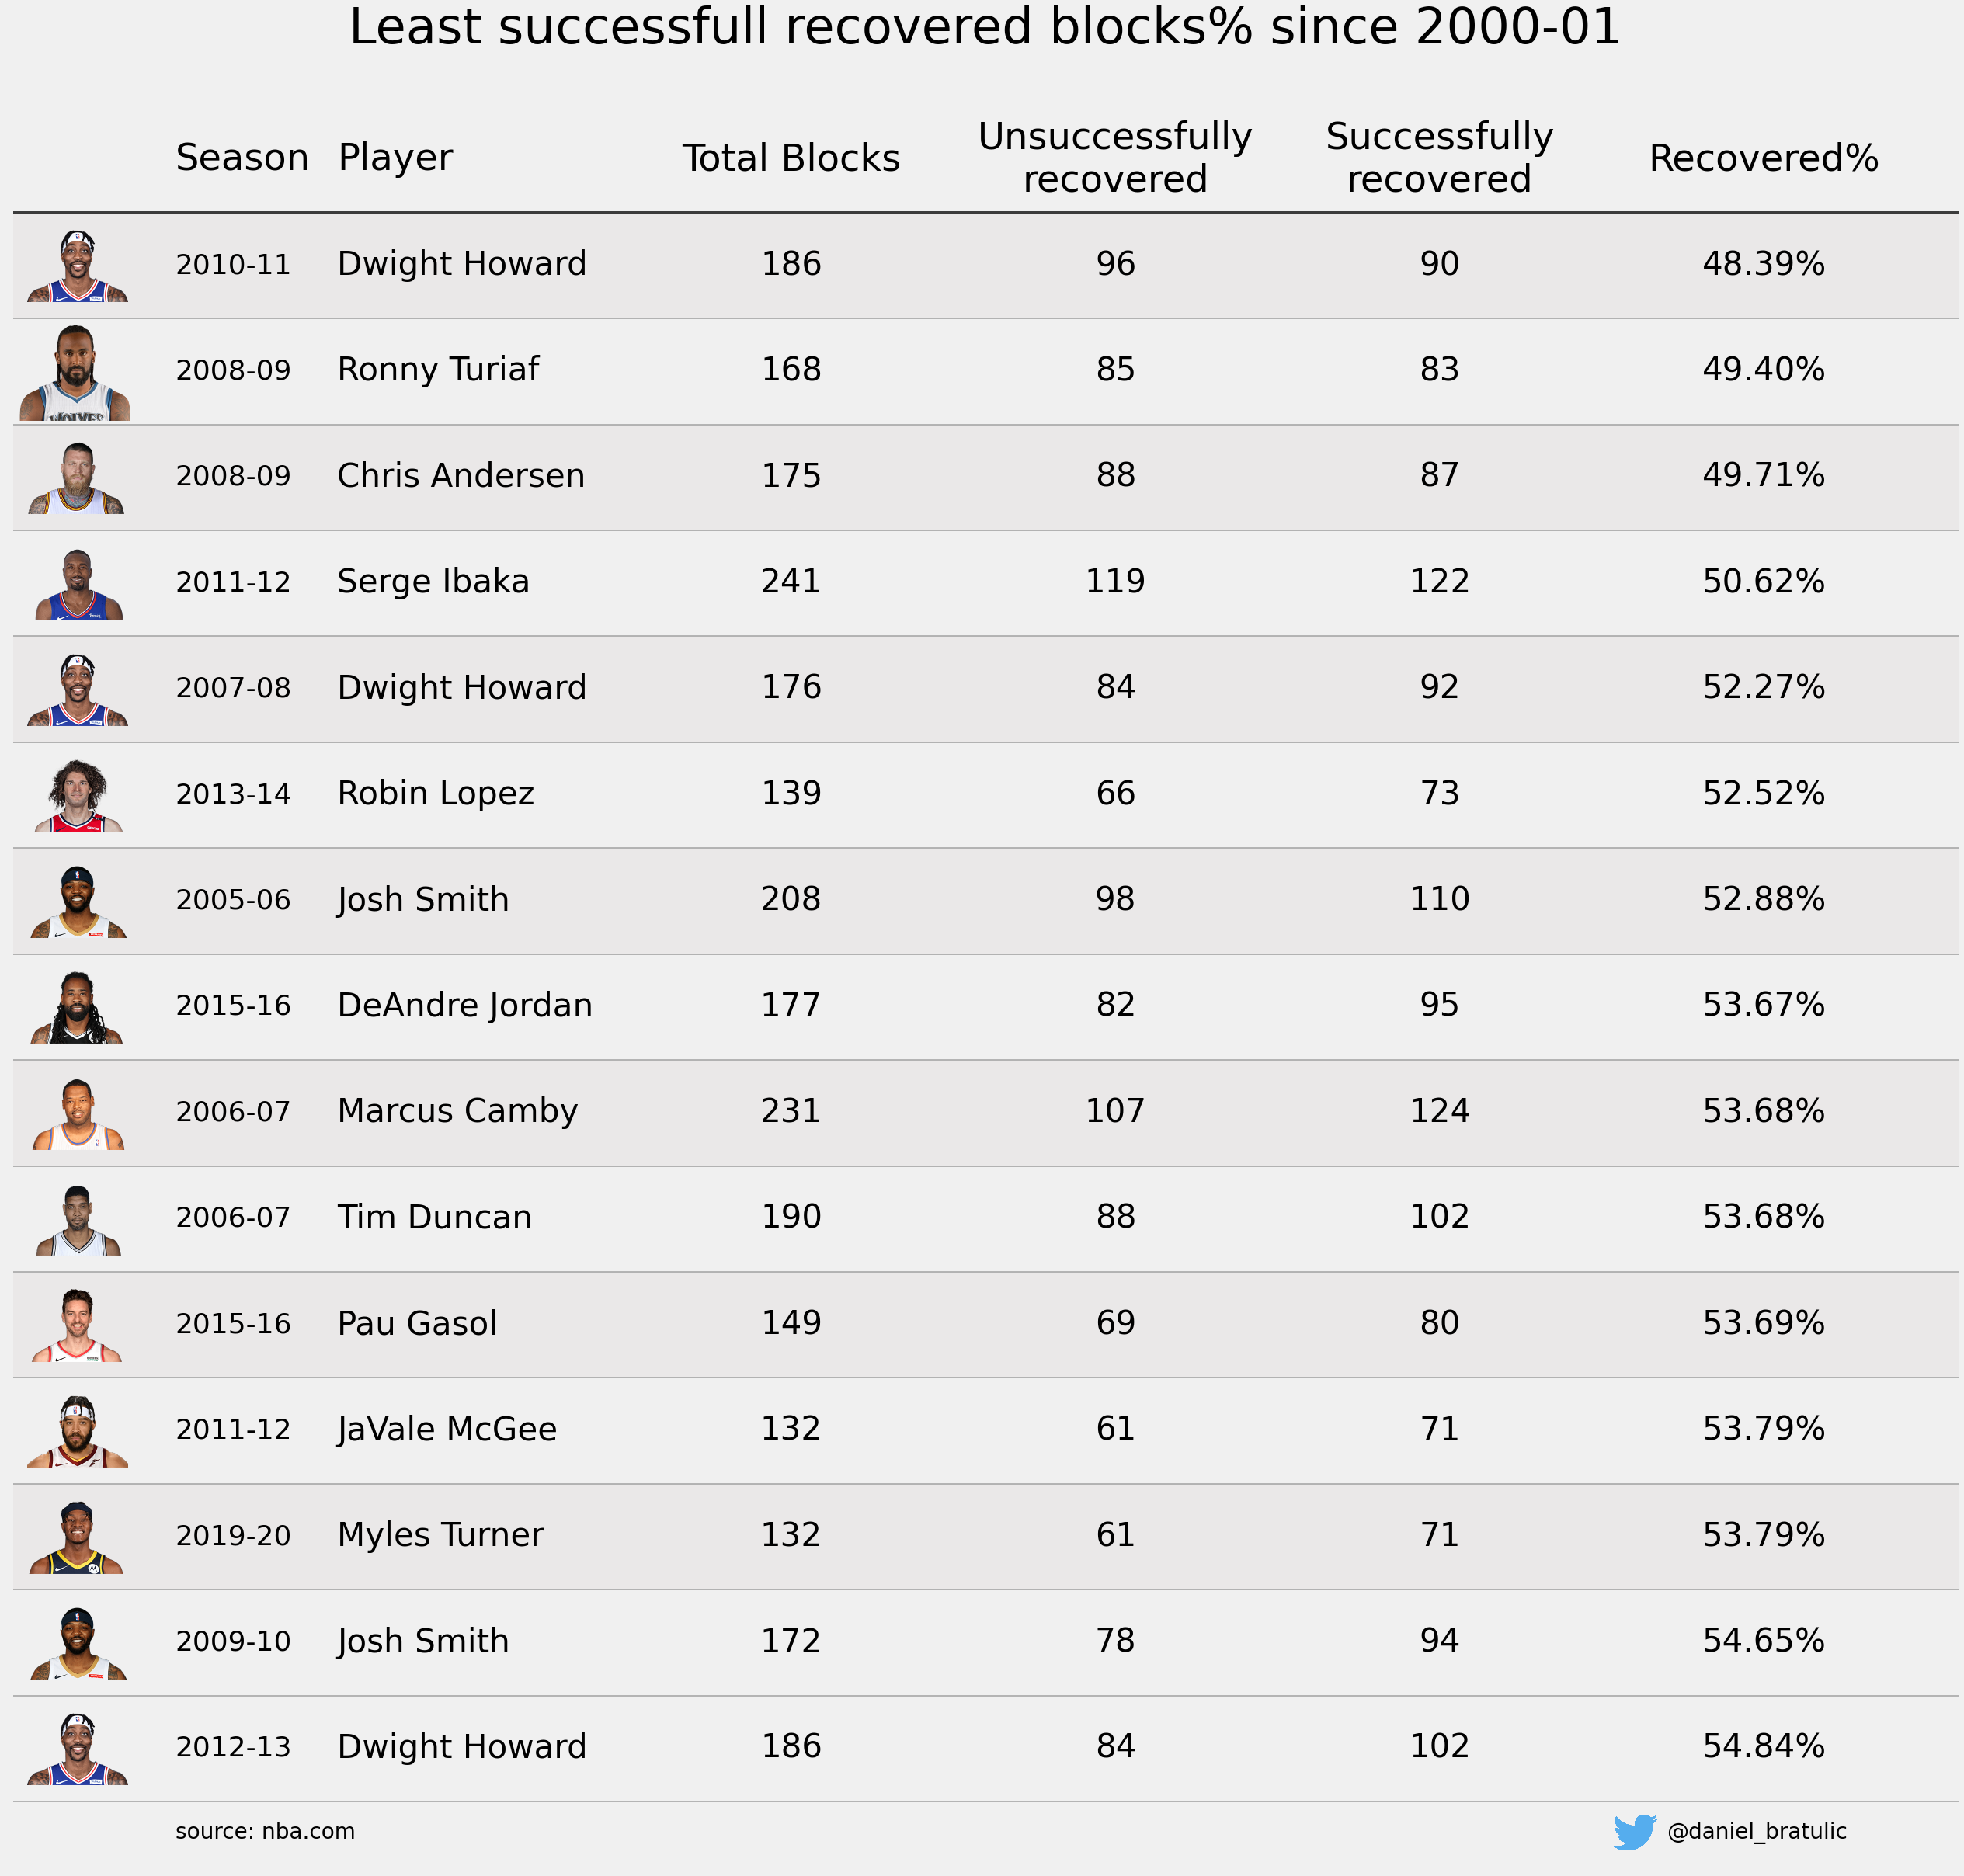 Least successfull recovered blocks% since 2000-01
Season Player Total Blocks Unsuccessfully recovered Successfully recovered Recovered%
2010-11 Dwight Howard 186 96 90 48.39%
2008-09 Ronny Turiaf 168 85 83 49.40%
2008-09 Chris Andersen 175 88 87 49.71%
2011-12 Serge Ibaka 241 119 122 50.62%
2007-08 Dwight Howard 176 84 92 52.27%
2013-14 Robin Lopez 139 66 73 52.52%
2005-06 Josh Smith 208 98 110 52.88%
2015-16 DeAndre Jordan 177 82 95 53.67%
2006-07 Marcus Camby 231 107 124 53.68%
2006-07 Tim Duncan 190 88 102 53.68%
2015-16 Pau Gasol 149 69 80 53.69%
2011-12 JaVale McGee 132 61 71 53.79%
2019-20 Myles Turner 132 61 71 53.79%
2009-10 Josh Smith 172 78 94 54.65%
2012-13 Dwight Howard 186 84 102 54.84%
source: nba.com @daniel_bratulic